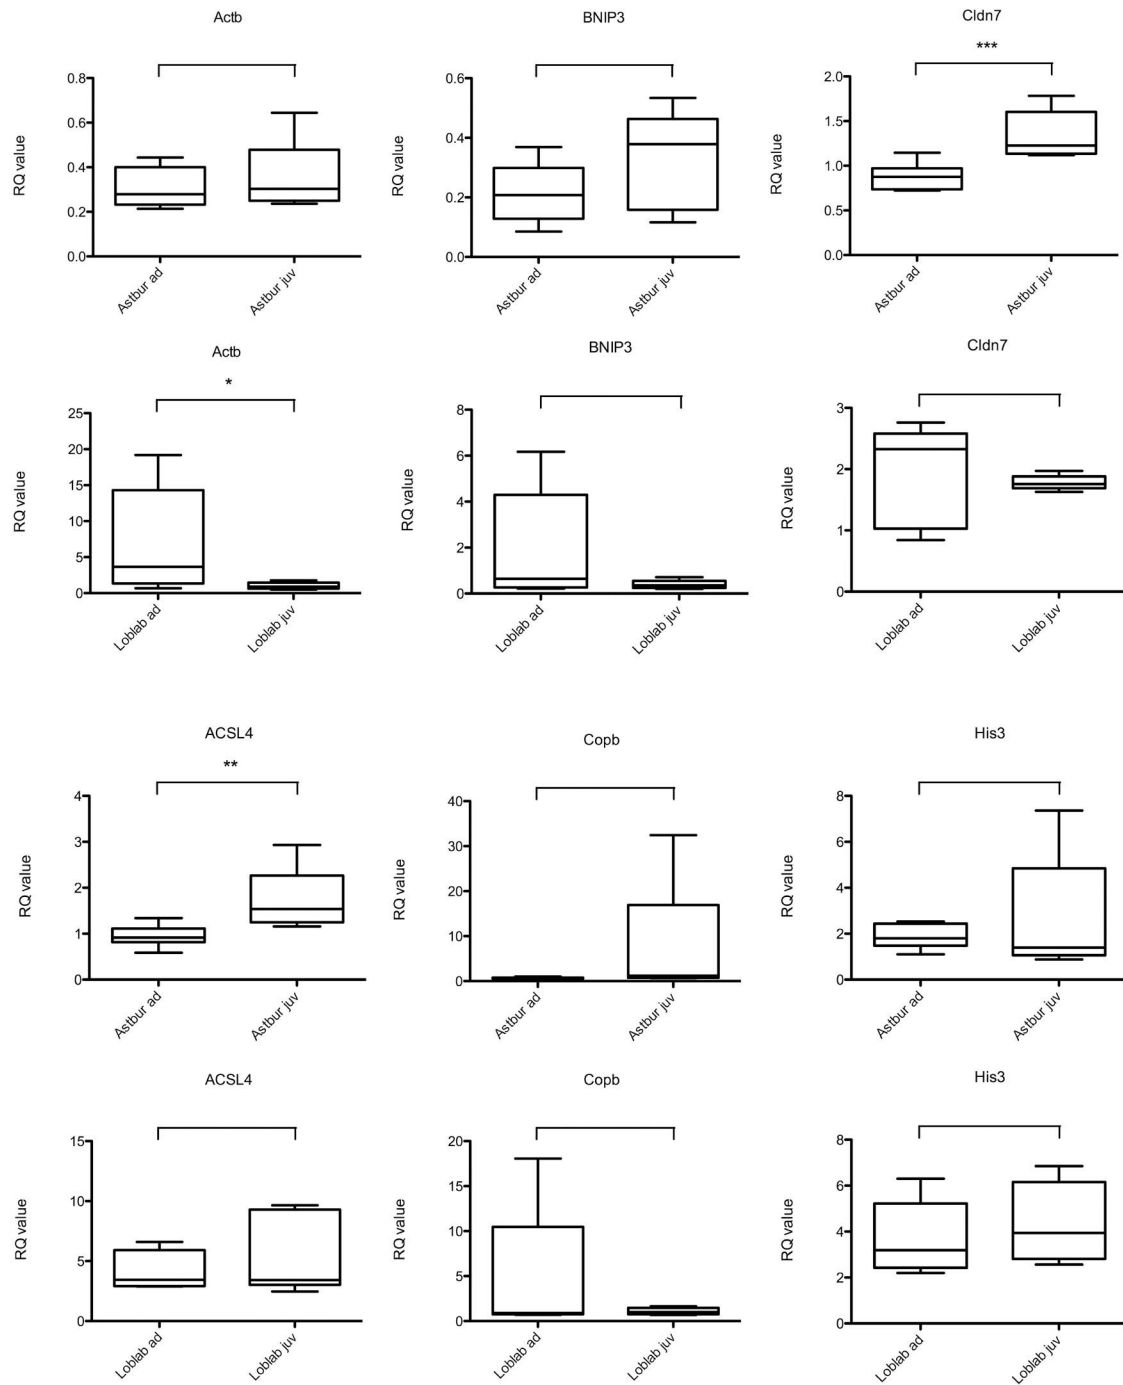 Actb BNIP3 Cldn7
***
0.8 0.6 2.0
0.6 0.4 1.5
0.4 0.2 1.0
0.2 0.0 0.5
0.0 0.0
RQ value RQ value RQ value
Astbur ad Astbur juv Astbur ad Astbur juv Astbur ad Astbur juv
Actb BNIP3 Cldn7
*
25 8 3
20 6 2
15 4 1
10 2 0
5 0
0
RQ value RQ value RQ value
Loblab ad Loblab juv Loblab ad Loblab juv Loblab ad Loblab juv
ACSL4 Copb His3
**
4 40 8
3 30 6
2 20 4
1 10 2
0 0 0
RQ value RQ value RQ value
Astbur ad Astbur juv Astbur ad Astbur juv Astbur ad Astbur juv
ACSL4 Copb His3
15 20 8
10 15 6
5 10 4
0 5 2
0 0
RQ value RQ value RQ value
Loblab ad Loblab juv Loblab ad Loblab juv Loblab ad Loblab juv